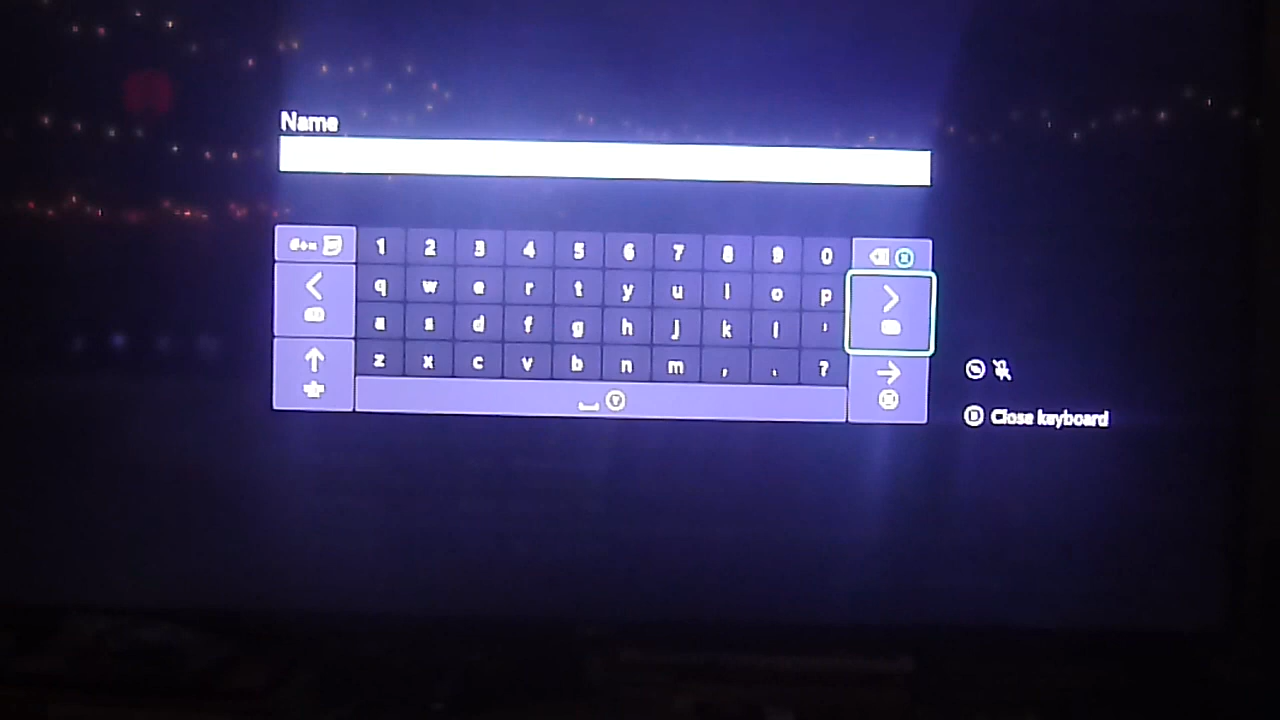 Name
1 2 3 4 5 6 7 8 9 0
q w e r t y u i o p
a s d f g h j k l '
z x c v b n m , . ?
Close keyboard